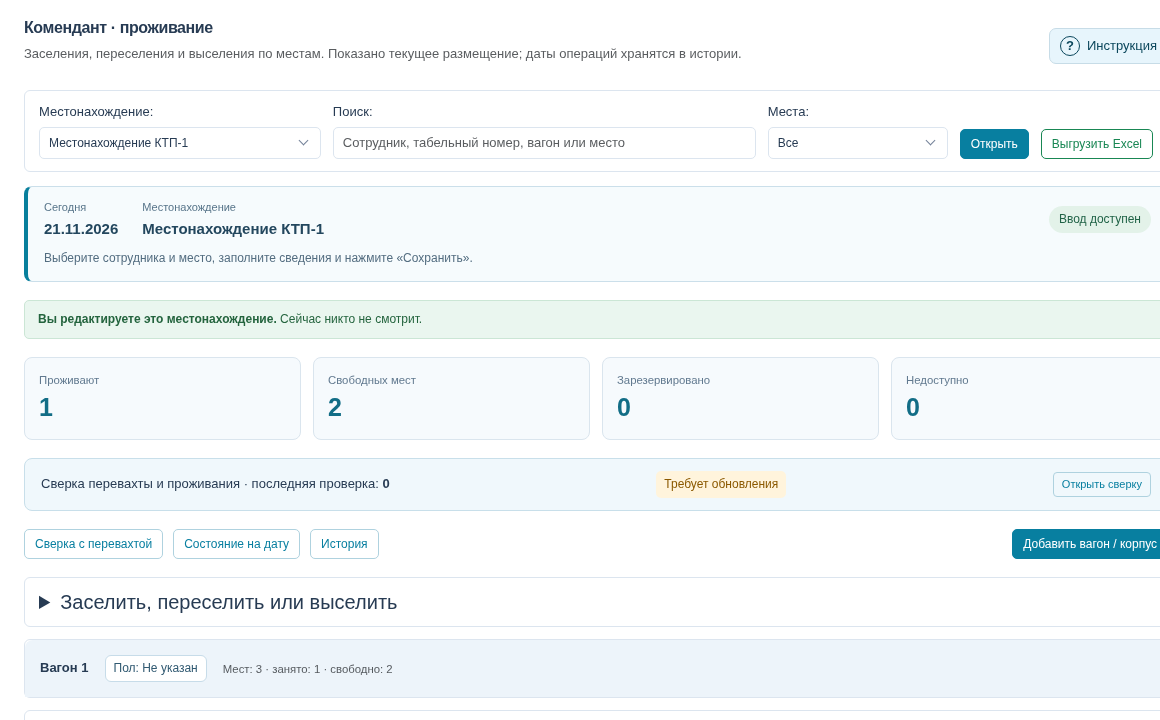 Комендант · проживание
Заселения, переселения и выселения по местам. Показано текущее размещение; даты операций хранятся в истории.
? Инструкция
Местонахождение:
Поиск:
Места:
Местонахождение КТП-1
Сотрудник, табельный номер, вагон или место
Все
Открыть
Выгрузить Excel
Сегодня
Местонахождение
21.11.2026
Местонахождение КТП-1
Ввод доступен
Выберите сотрудника и место, заполните сведения и нажмите «Сохранить».
Вы редактируете это местонахождение. Сейчас никто не смотрит.
Проживают
1
Свободных мест
2
Зарезервировано
0
Недоступно
0
Сверка перевахты и проживания · последняя проверка: 0
Требует обновления
Открыть сверку
Сверка с перевахтой
Состояние на дату
История
Добавить вагон / корпус
Заселить, переселить или выселить
Вагон 1
Пол: Не указан
Мест: 3 · занято: 1 · свободно: 2